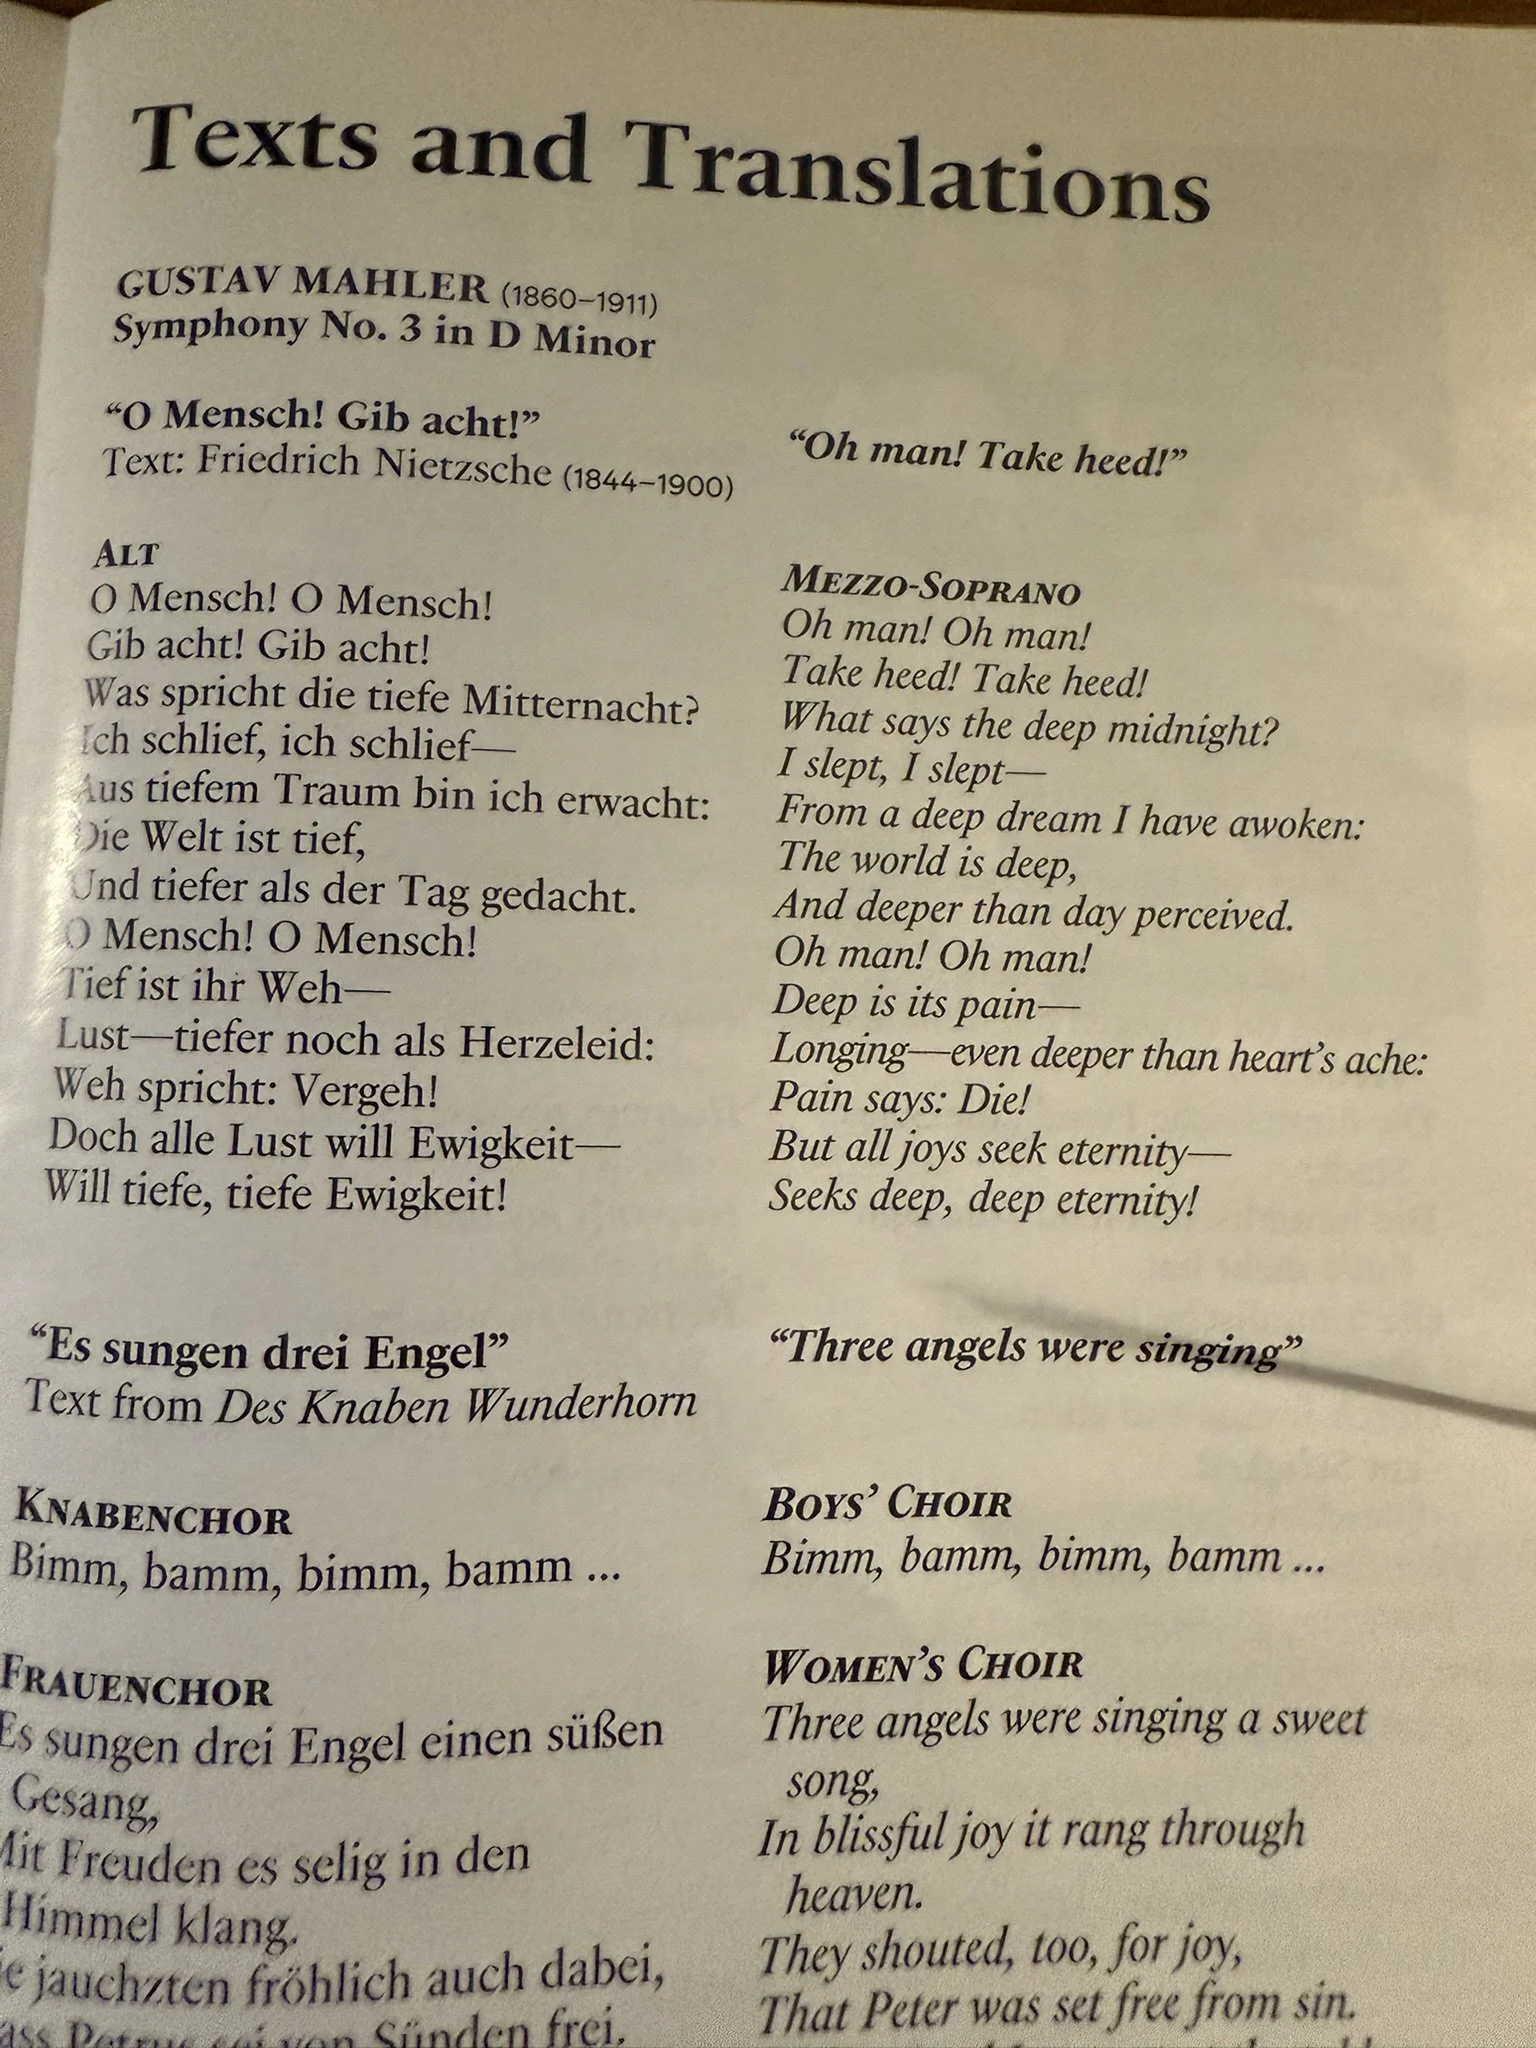 Texts and Translations
GUSTAV MAHLER (1860–1911)
Symphony No. 3 in D Minor
“O Mensch! Gib acht!”
Text: Friedrich Nietzsche (1844–1900)
ALT
O Mensch! O Mensch!
Gib acht! Gib acht!
Was spricht die tiefe Mitternacht?
Ich schlief, ich schlief—
Aus tiefem Traum bin ich erwacht:
Die Welt ist tief,
Und tiefer als der Tag gedacht.
O Mensch! O Mensch!
Tief ist ihr Weh—
Lust—tiefer noch als Herzeleid:
Weh spricht: Vergeh!
Doch alle Lust will Ewigkeit—
Will tiefe, tiefe Ewigkeit!
“Es sungen drei Engel”
Text from Des Knaben Wunderhorn
KNABENCHOR
Bimm, bamm, bimm, bamm ...
FRAUENCHOR
Es sungen drei Engel einen süßen
Gesang,
Mit Freuden es selig in den
Himmel klang.
jauchzten fröhlich auch dabei,
Petrus sei von Sünden frei.
“Oh man! Take heed!”
MEZZO-SOPRANO
Oh man! Oh man!
Take heed! Take heed!
What says the deep midnight?
I slept, I slept—
From a deep dream I have awoken:
The world is deep,
And deeper than day perceived.
Oh man! Oh man!
Deep is its pain—
Longing—even deeper than heart’s ache:
Pain says: Die!
But all joys seek eternity—
Seeks deep, deep eternity!
“Three angels were singing”
BOYS’ CHOIR
Bimm, bamm, bimm, bamm ...
WOMEN’S CHOIR
Three angels were singing a sweet
song,
In blissful joy it rang through
heaven.
They shouted, too, for joy,
That Peter was set free from sin.